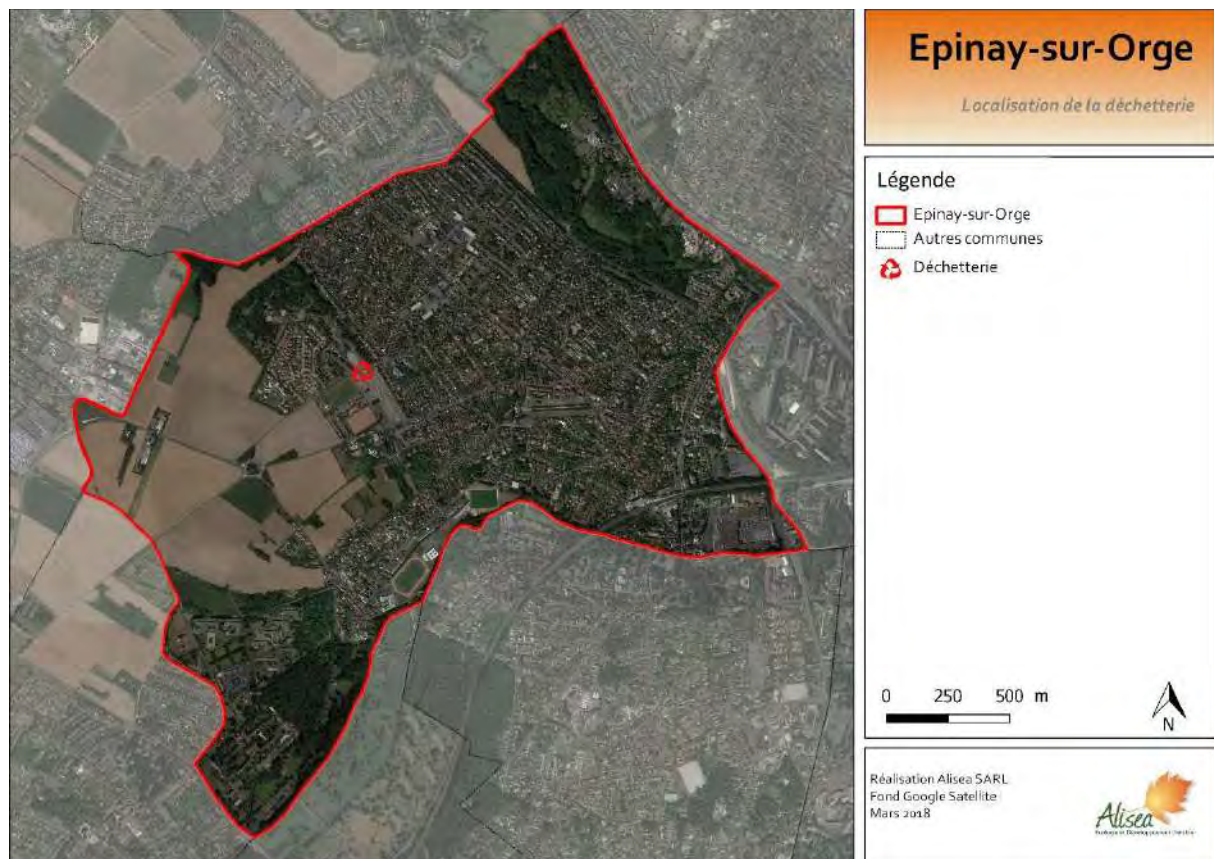 Epinay-sur-Orge
Localisation de la déchetterie
Légende
Epinay-sur-Orge
Autres communes
Déchetterie
0 250 500 m
N
Réalisation Alisea SARL
Fond Google Satellite
Mars 2018
Alisea